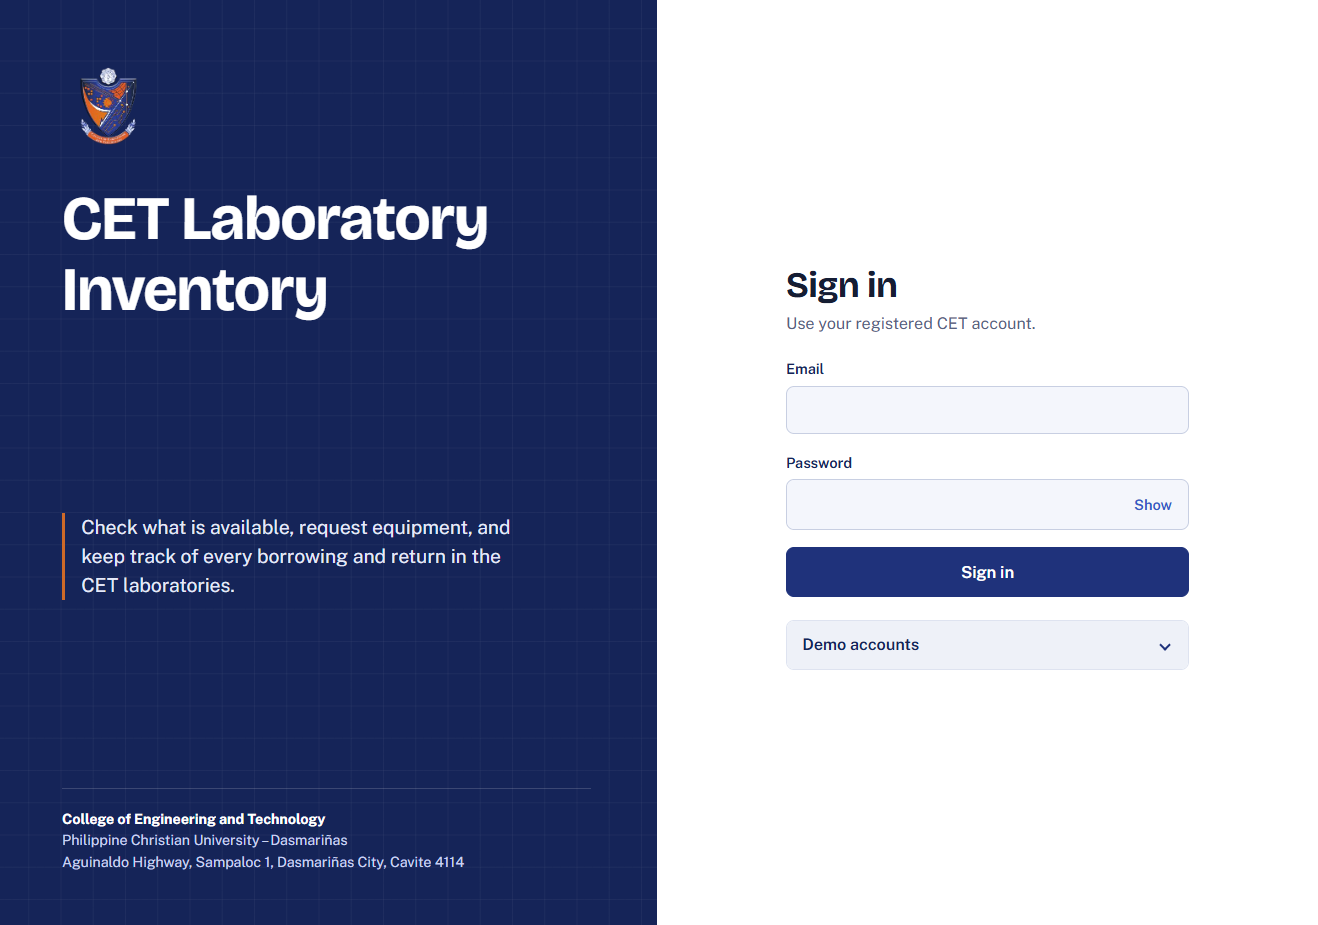 CET Laboratory
Inventory
Check what is available, request equipment, and
keep track of every borrowing and return in the
CET laboratories.
College of Engineering and Technology
Philippine Christian University – Dasmariñas
Aguinaldo Highway, Sampaloc 1, Dasmariñas City, Cavite 4114
Sign in
Use your registered CET account.
Email
Password
Show
Sign in
Demo accounts